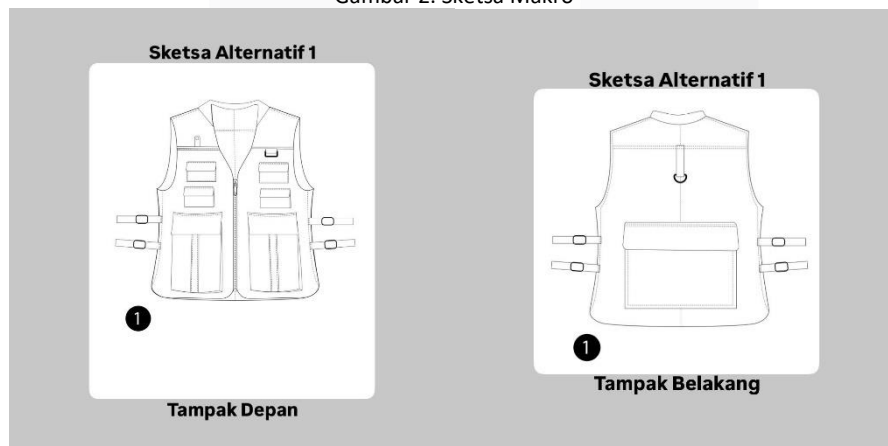 Gambar 2. Sketsa Makro
Sketsa Alternatif 1
1
Tampak Depan
Sketsa Alternatif 1
1
Tampak Belakang